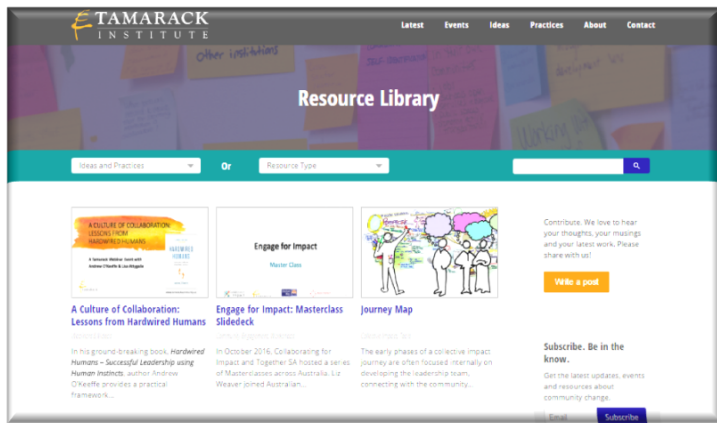 TAMARACK
INSTITUTE
Latest Events Ideas Practices About Contact
Other institutions
Resource Library
Working
Ideas and Practices
Or
Resource Type
A CULTURE OF COLLABORATION
LESSONS FROM
HARDWIRED HUMANS
HARDWIRED
HUMANS
Engage for Impact
Master Class
A Culture of Collaboration:
Lessons from Hardwired Humans
In his ground-breaking book, Hardwired
Humans – Successful Leadership using
Human Instincts, author Andrew
O'Keeffe provides a practical
framework...
Engage for Impact: Masterclass
Slidedeck
In October 2016, Collaborating for
Impact and Together SA hosted a series
of Masterclasses across Australia. Liz
Weaver joined Australian...
Journey Map
The early phases of a collective impact
journey are often focused internally on
developing the leadership team,
connecting with the community..
Contribute. We love to hear
your thoughts, your musings
and your latest work. Please
share with us!
Write a post
Subscribe. Be in the
know.
Get the latest updates, events
and resources about
community change.
Email
Subscribe